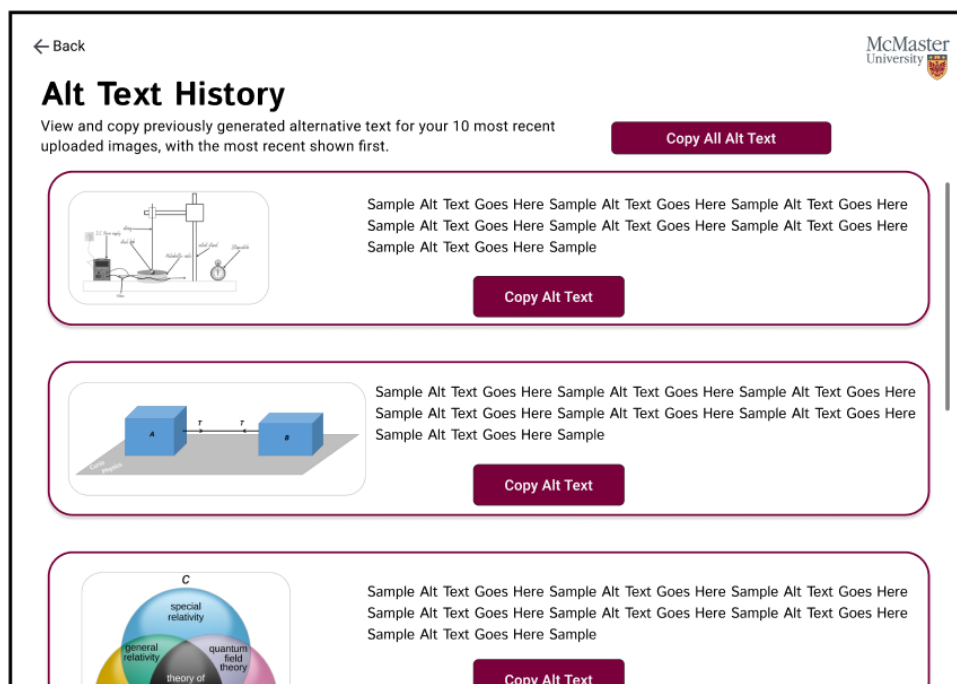 Back
McMaster
University
Alt Text History
View and copy previously generated alternative text for your 10 most recent
uploaded images, with the most recent shown first.
Copy All Alt Text
Sample Alt Text Goes Here Sample Alt Text Goes Here Sample Alt Text Goes Here
Sample Alt Text Goes Here Sample Alt Text Goes Here Sample Alt Text Goes Here
Sample Alt Text Goes Here Sample
Copy Alt Text
A
T
T
B
Physics
Sample Alt Text Goes Here Sample Alt Text Goes Here Sample Alt Text Goes Here
Sample Alt Text Goes Here Sample Alt Text Goes Here Sample Alt Text Goes Here
Sample Alt Text Goes Here Sample
Copy Alt Text
C
special
relativity
general
relativity
quantum
field
theory
theory of
Sample Alt Text Goes Here Sample Alt Text Goes Here Sample Alt Text Goes Here
Sample Alt Text Goes Here Sample Alt Text Goes Here Sample Alt Text Goes Here
Sample Alt Text Goes Here Sample
Copy Alt Text